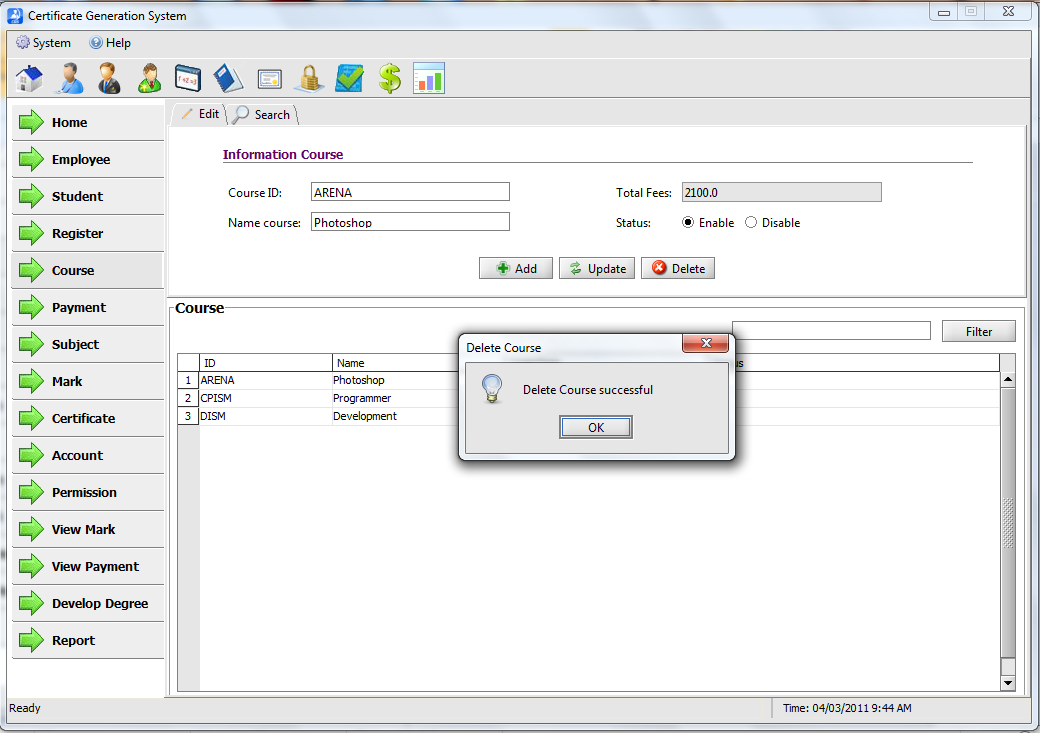 Certificate Generation System
System Help
Edit Search
Home
Employee
Student
Register
Course
Payment
Subject
Mark
Certificate
Account
Permission
View Mark
View Payment
Develop Degree
Report
Information Course
Course ID: ARENA Total Fees: 2100.0
Name course: Photoshop Status: Enable Disable
Add Update Delete
Course
Filter
ID Name
1 ARENA Photoshop
2 CPISM Programmer
3 DISM Development
Delete Course
Delete Course successful
OK
Ready Time: 04/03/2011 9:44 AM